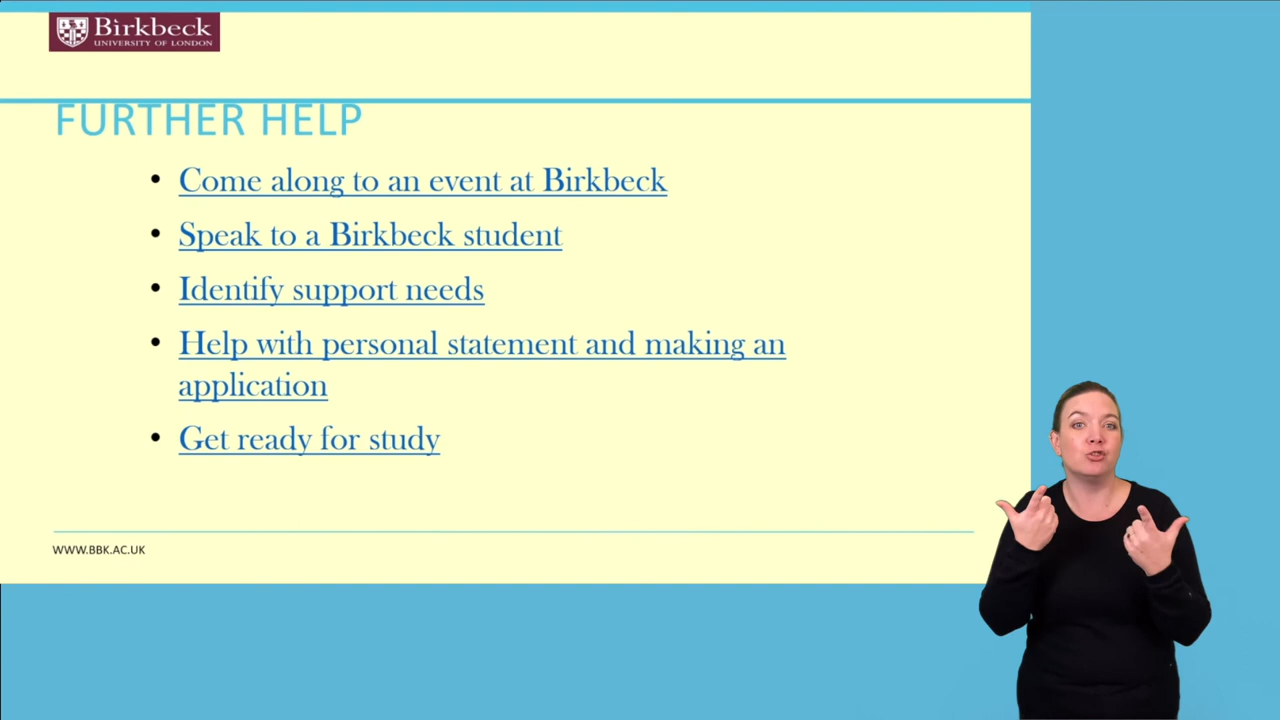 Birkbeck
UNIVERSITY OF LONDON
FURTHER HELP
• Come along to an event at Birkbeck
• Speak to a Birkbeck student
• Identify support needs
• Help with personal statement and making an
application
• Get ready for study
WWW.BBK.AC.UK